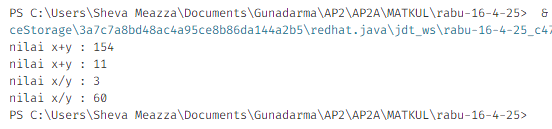 PS C:\Users\Sheva Meazza\Documents\Gunadarma\AP2\AP2A\MATKUL\rabu-16-4-25> &
ceStorage\3a7c7a8bd48ac4a95ce8b86da144a2b5\redhat.java\jdt_ws\rabu-16-4-25_c47
nilai x+y : 154
nilai x+y : 11
nilai x/y : 3
nilai x/y : 60
PS C:\Users\Sheva Meazza\Documents\Gunadarma\AP2\AP2A\MATKUL\rabu-16-4-25>